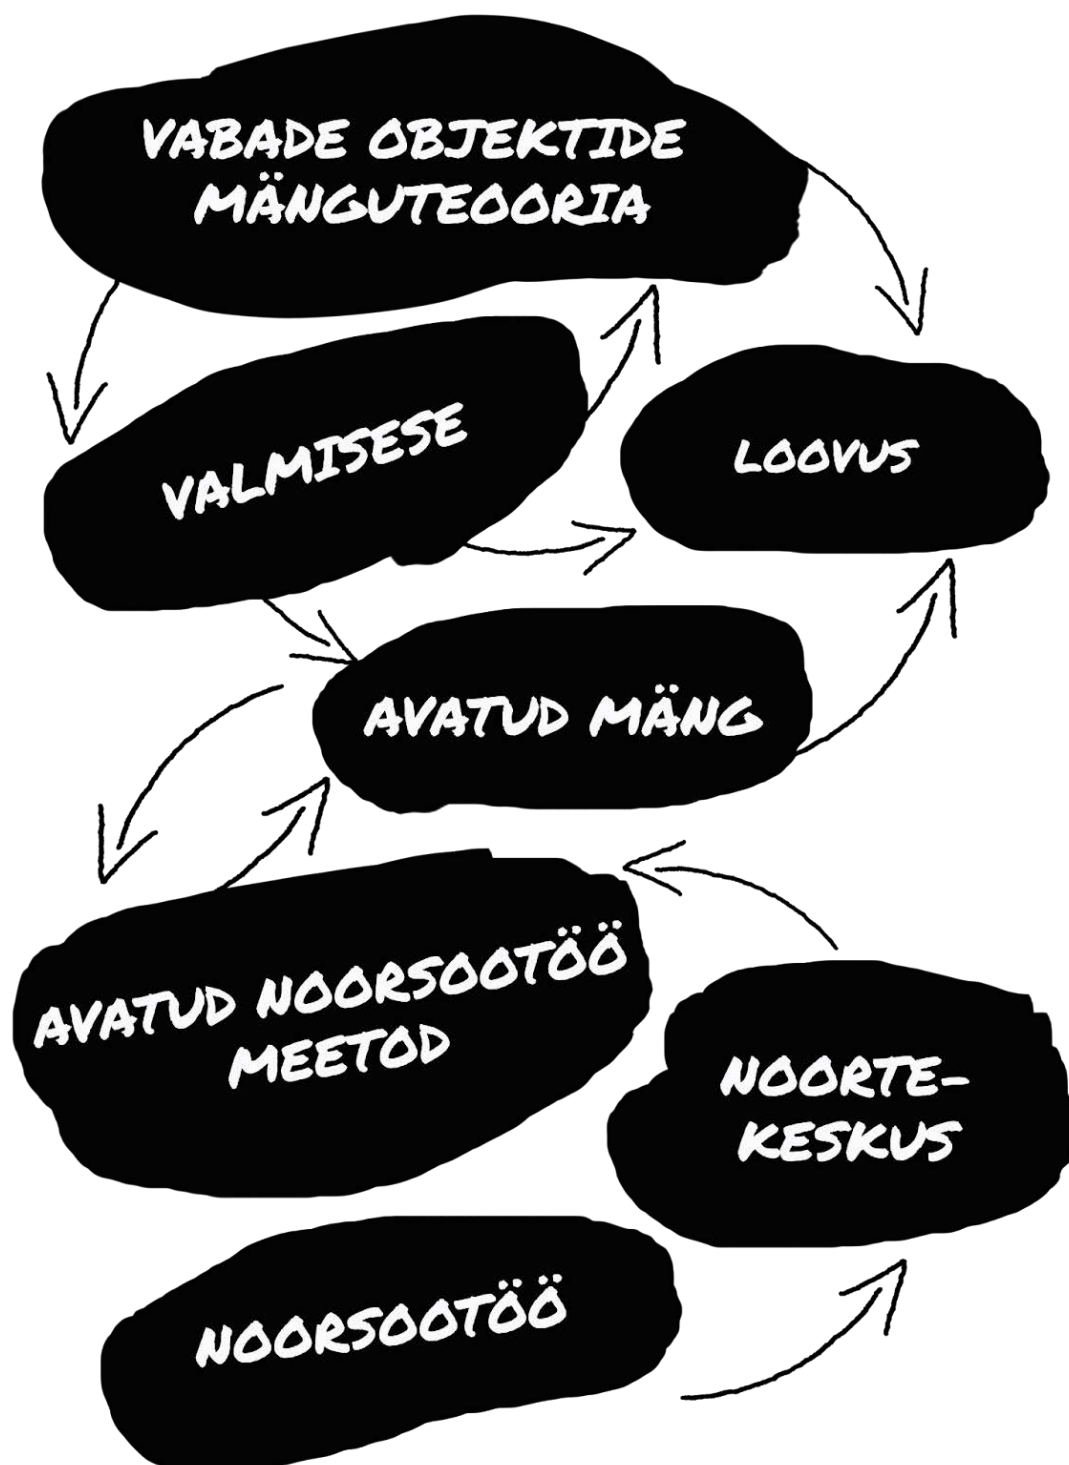 VABADE OBJEKTIDE
MÄNGUTEOORIA
VALMISESE
LOOVUS
AVATUD MÄNG
AVATUD NOORSOOTÖÖ
MEETOD
NOORTE-
KESKUS
NOORSOOTÖÖ